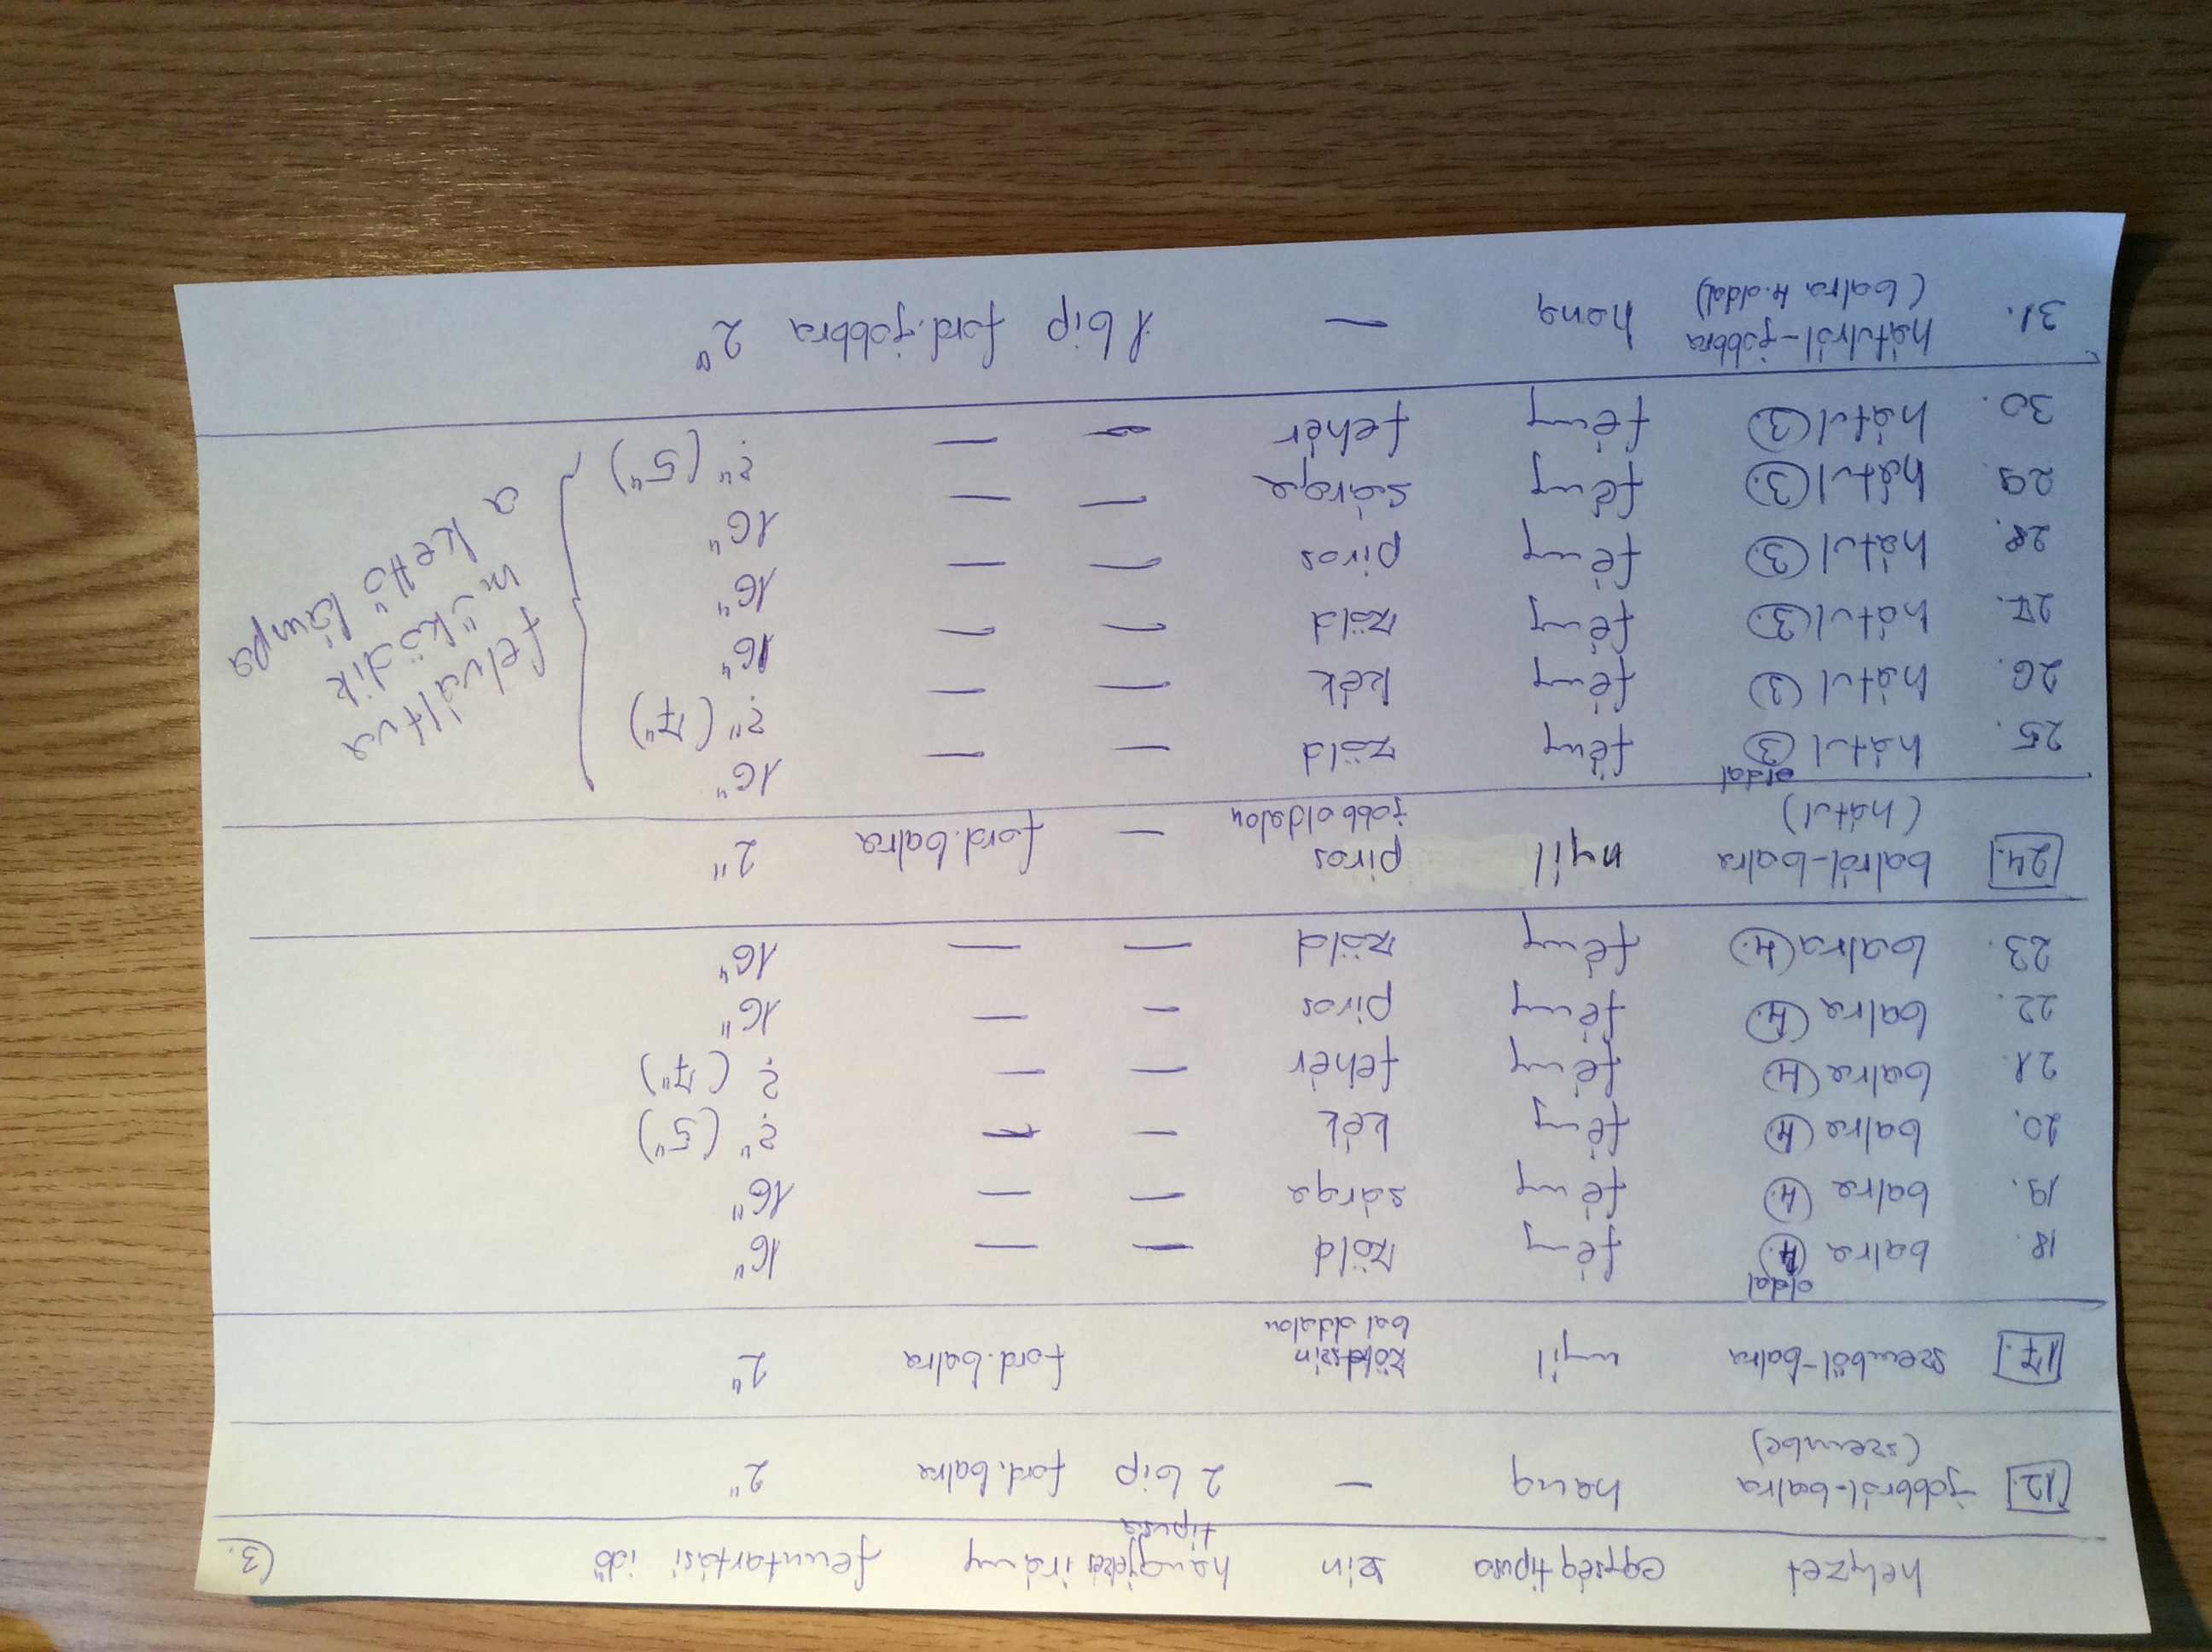 helyzet egység tipusa szin hangjelzés irány fenntartási idő (3.
tipusa
12. jobbról-balra hang — 2 bip ford. balra 2"
(szembe)
17. szemből-balra nyíl zöld szin ford. balra 2"
bal oldalon
oldal
18. balra 4. fény zöld — — 16"
19. balra 4. fény sárga — — 16"
20. balra 4. fény kék — — ?" (5")
21. balra 4. fény fehér — — ? (7")
22. balra 4. fény piros — — 16"
23. balra 4. fény zöld — — 16"
24. balról-balra nyíl piros — ford. balra 2"
(hátul) jobb oldalon
oldal
25. hátul 3 fény zöld — — 16"
26. hátul 3 fény kék — — ?" (7")
27. hátul 3. fény zöld — — 16"
28. hátul 3. fény piros — — 16"
29. hátul 3. fény sárga — — 16"
30. hátul 3. fény fehér — — ?" (5")
felváltva
működik
a kettő lámpa
31. hátulról-jobbra hang — 1 bip ford. jobbra 2"
(balra 4. oldal)